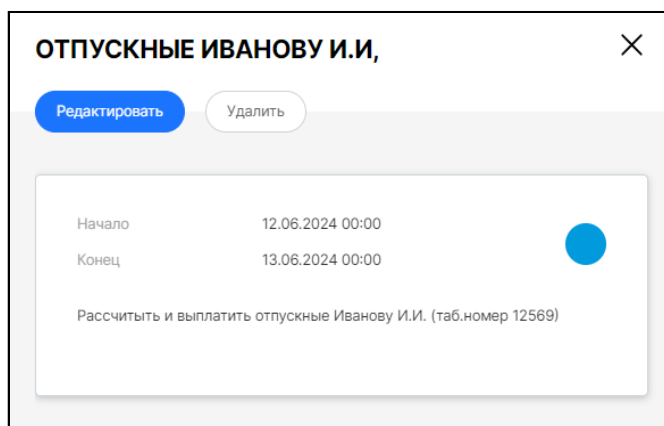 ОТПУСКНЫЕ ИВАНОВУ И.И,
Редактировать Удалить
Начало 12.06.2024 00:00
Конец 13.06.2024 00:00
Рассчитыть и выплатить отпускные Иванову И.И. (таб.номер 12569)